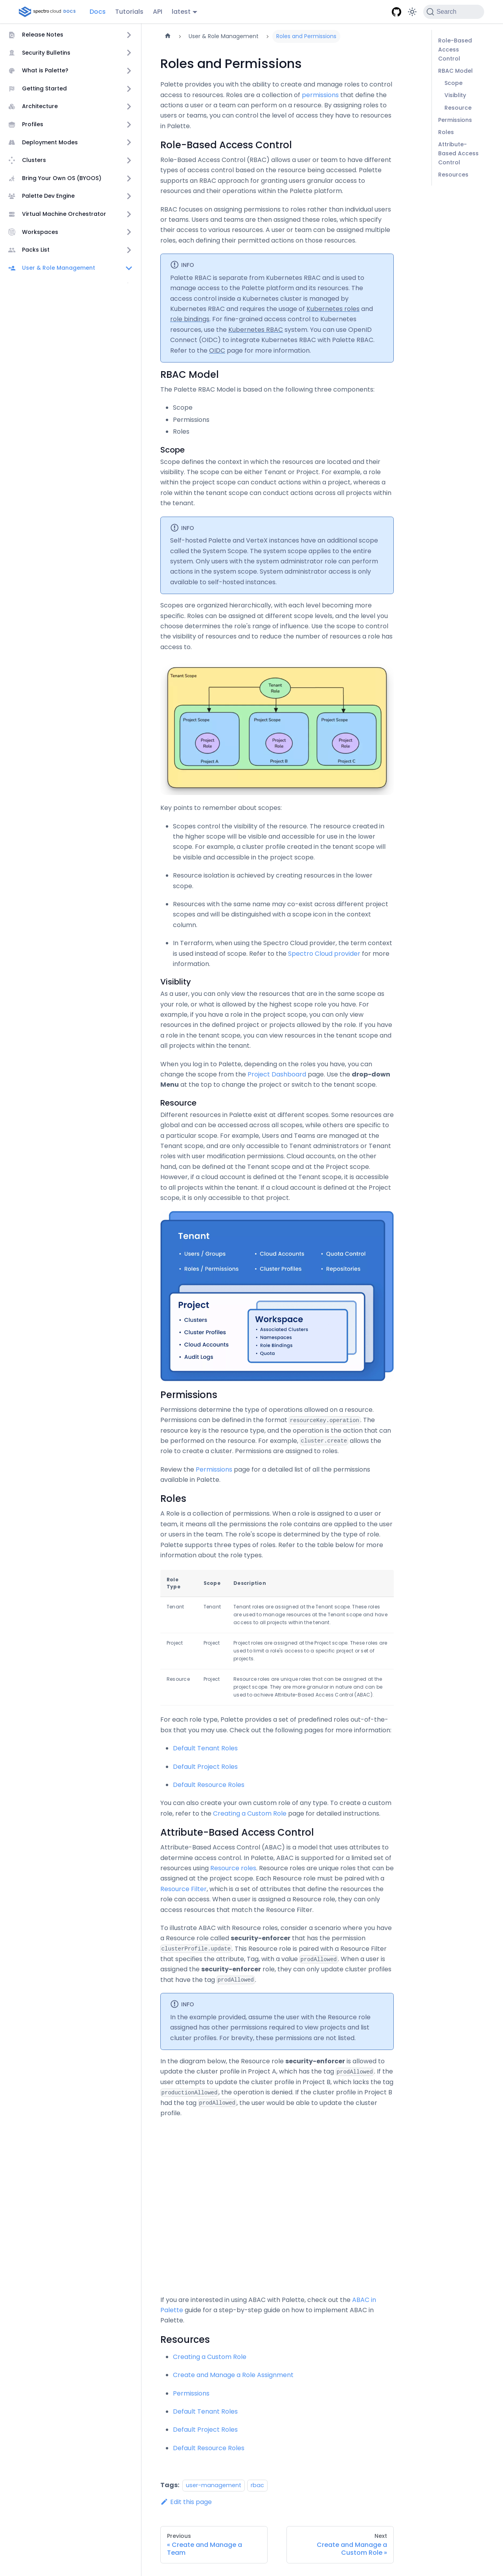 spectro cloud DOCS
Docs
Tutorials
API
latest
Search
Release Notes
Security Bulletins
What is Palette?
Getting Started
Architecture
Profiles
Deployment Modes
Clusters
Bring Your Own OS (BYOOS)
Palette Dev Engine
Virtual Machine Orchestrator
Workspaces
Packs List
User & Role Management
User & Role Management
Roles and Permissions
Roles and Permissions
Palette provides you with the ability to create and manage roles to control
access to resources. Roles are a collection of permissions that define the
actions a user or a team can perform on a resource. By assigning roles to
users or teams, you can control the level of access they have to resources
in Palette.
Role-Based Access Control
Role-Based Access Control (RBAC) allows a user or team to have different
types of access control based on the resource being accessed. Palette
supports an RBAC approach for granting users granular access to
resources and their operations within the Palette platform.
RBAC focuses on assigning permissions to roles rather than individual users
or teams. Users and teams are then assigned these roles, which specify
their access to various resources. A user or team can be assigned multiple
roles, each defining their permitted actions on those resources.
INFO
Palette RBAC is separate from Kubernetes RBAC and is used to
manage access to the Palette platform and its resources. The
access control inside a Kubernetes cluster is managed by
Kubernetes RBAC and requires the usage of Kubernetes roles and
role bindings. For fine-grained access control to Kubernetes
resources, use the Kubernetes RBAC system. You can use OpenID
Connect (OIDC) to integrate Kubernetes RBAC with Palette RBAC.
Refer to the OIDC page for more information.
RBAC Model
The Palette RBAC Model is based on the following three components:
Scope
Permissions
Roles
Scope
Scope defines the context in which the resources are located and their
visibility. The scope can be either Tenant or Project. For example, a role
within the project scope can conduct actions within a project, whereas a
role within the tenant scope can conduct actions across all projects within
the tenant.
INFO
Self-hosted Palette and VerteX instances have an additional scope
called the System Scope. The system scope applies to the entire
system. Only users with the system administrator role can perform
actions in the system scope. System administrator access is only
available to self-hosted instances.
Scopes are organized hierarchically, with each level becoming more
specific. Roles can be assigned at different scope levels, and the level you
choose determines the role's range of influence. Use the scope to control
the visibility of resources and to reduce the number of resources a role has
access to.
Tenant Scope
Tenant
Role
Project Scope
Project
Role
Project A
Project Scope
Project
Role
Project B
Project Scope
Project
Role
Project C
Key points to remember about scopes:
Scopes control the visibility of the resource. The resource created in
the higher scope will be visible and accessible for usage in the lower
scope. For example, a cluster profile created in the tenant scope will
be visible and accessible in the project scope.
Resource isolation is achieved by creating resources in the lower
scope.
Resources with the same name may co-exist across different project
scopes and will be distinguished with a scope icon in the context
column.
In Terraform, when using the Spectro Cloud provider, the term context
is used instead of scope. Refer to the Spectro Cloud provider for more
information.
Visiblity
As a user, you can only view the resources that are in the same scope as
your role, or what is allowed by the highest scope role you have. For
example, if you have a role in the project scope, you can only view
resources in the defined project or projects allowed by the role. If you have
a role in the tenant scope, you can view resources in the tenant scope and
all projects within the tenant.
When you log in to Palette, depending on the roles you have, you can
change the scope from the Project Dashboard page. Use the drop-down
Menu at the top to change the project or switch to the tenant scope.
Resource
Different resources in Palette exist at different scopes. Some resources are
global and can be accessed across all scopes, while others are specific to
a particular scope. For example, Users and Teams are managed at the
Tenant scope, and are only accessible to Tenant administrators or Tenant
roles with user modification permissions. Cloud accounts, on the other
hand, can be defined at the Tenant scope and at the Project scope.
However, if a cloud account is defined at the Tenant scope, it is accessible
to all projects within the tenant. If a cloud account is defined at the Project
scope, it is only accessible to that project.
Tenant
Users / Groups
Cloud Accounts
Quota Control
Roles / Permissions
Cluster Profiles
Repositories
Project
Clusters
Cluster Profiles
Cloud Accounts
Audit Logs
Workspace
Associated Clusters
Namespaces
Role Bindings
Quota
Permissions
Permissions determine the type of operations allowed on a resource.
Permissions can be defined in the format resourceKey.operation. The
resource key is the resource type, and the operation is the action that can
be performed on the resource. For example, cluster.create allows the
role to create a cluster. Permissions are assigned to roles.
Review the Permissions page for a detailed list of all the permissions
available in Palette.
Roles
A Role is a collection of permissions. When a role is assigned to a user or
team, it means all the permissions the role contains are applied to the user
or users in the team. The role's scope is determined by the type of role.
Palette supports three types of roles. Refer to the table below for more
information about the role types.
Role
Type
Scope
Description
Tenant
Tenant
Tenant roles are assigned at the Tenant scope. These roles
are used to manage resources at the Tenant scope and have
access to all projects within the tenant.
Project
Project
Project roles are assigned at the Project scope. These roles are
used to limit a role's access to a specific project or set of
projects.
Resource
Project
Resource roles are unique roles that can be assigned at the
project scope. They are more granular in nature and can be
used to achieve Attribute-Based Access Control (ABAC)
For each role type, Palette provides a set of predefined roles out-of-the-
box that you may use. Check out the following pages for more information:
Default Tenant Roles
Default Project Roles
Default Resource Roles
You can also create your own custom role of any type. To create a custom
role, refer to the Creating a Custom Role page for detailed instructions.
Attribute-Based Access Control
Attribute-Based Access Control (ABAC) is a model that uses attributes to
determine access control. In Palette, ABAC is supported for a limited set of
resources using Resource roles. Resource roles are unique roles that can be
assigned at the project scope. Each Resource role must be paired with a
Resource Filter, which is a set of attributes that define the resources the
role can access. When a user is assigned a Resource role, they can only
access resources that match the Resource Filter.
To illustrate ABAC with Resource roles, consider a scenario where you have
a Resource role called security-enforcer that has the permission
clusterProfile.update. This Resource role is paired with a Resource Filter
that specifies the attribute, Tag, with a value prodAllowed. When a user is
assigned the security-enforcer role, they can only update cluster profiles
that have the tag prodAllowed.
INFO
In the example provided, assume the user with the Resource role
assigned has other permissions required to view projects and list
cluster profiles. For brevity, these permissions are not listed.
In the diagram below, the Resource role security-enforcer is allowed to
update the cluster profile in Project A, which has the tag prodAllowed. If the
user attempts to update the cluster profile in Project B, which lacks the tag
productionAllowed, the operation is denied. If the cluster profile in Project B
had the tag prodAllowed, the user would be able to update the cluster
profile.
If you are interested in using ABAC with Palette, check out the ABAC in
Palette guide for a step-by-step guide on how to implement ABAC in
Palette.
Resources
Creating a Custom Role
Create and Manage a Role Assignment
Permissions
Default Tenant Roles
Default Project Roles
Default Resource Roles
Tags:
user-management
rbac
Edit this page
Previous
« Create and Manage a
Team
Next
Create and Manage a
Custom Role »
Role-Based
Access
Control
RBAC Model
Scope
Visiblity
Resource
Permissions
Roles
Attribute-
Based Access
Control
Resources